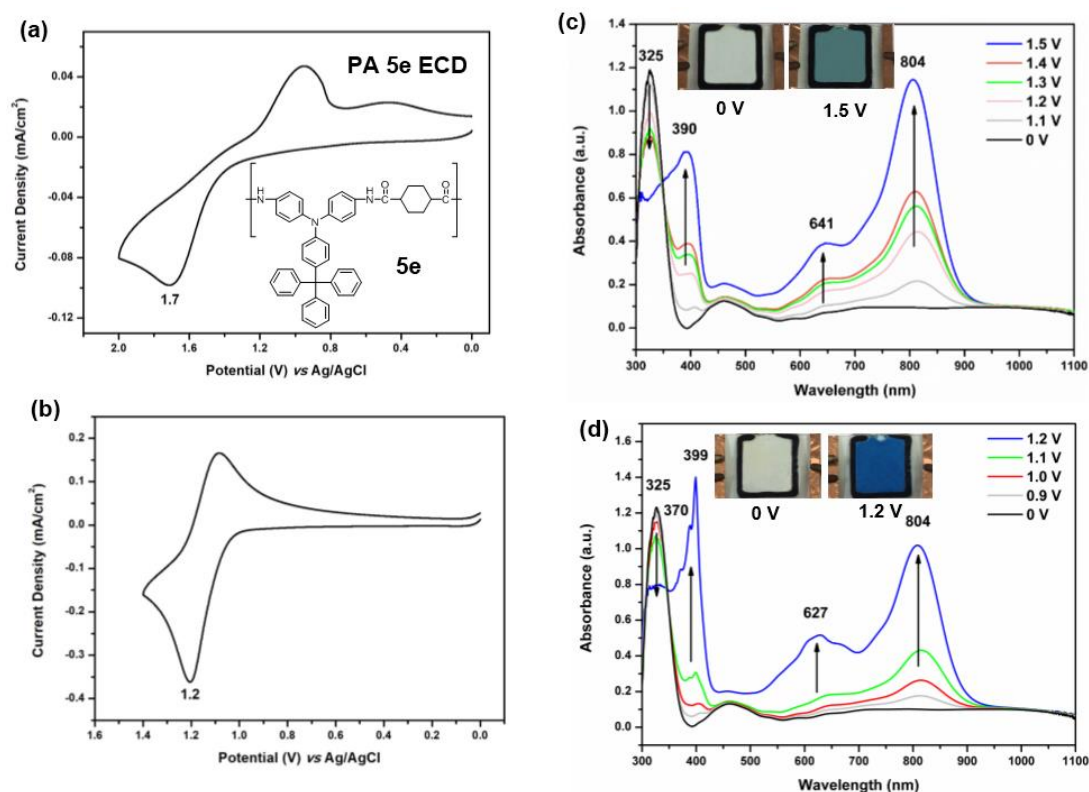 (a)
PA 5e ECD
0.04
0.00
-0.04
-0.08
-0.12
Current Density (mA/cm²)
1.7
H
N
N
H
N
C
O
C
O
5e
2.0 1.6 1.2 0.8 0.4 0.0
Potential (V) vs Ag/AgCl
(b)
0.2
0.1
0.0
-0.1
-0.2
-0.3
-0.4
Current Density (mA/cm²)
1.2
1.6 1.4 1.2 1.0 0.8 0.6 0.4 0.2 0.0
Potential (V) vs Ag/AgCl
(c)
1.4
1.2
1.0
0.8
0.6
0.4
0.2
0.0
Absorbance (a.u.)
325
390
641
804
0 V
1.5 V
1.5 V
1.4 V
1.3 V
1.2 V
1.1 V
0 V
300 400 500 600 700 800 900 1000 1100
Wavelength (nm)
(d)
1.6
1.4
1.2
1.0
0.8
0.6
0.4
0.2
0.0
Absorbance (a.u.)
325
370
399
627
804
0 V
1.2 V
1.2 V
1.1 V
1.0 V
0.9 V
0 V
300 400 500 600 700 800 900 1000 1100
Wavelength (nm)